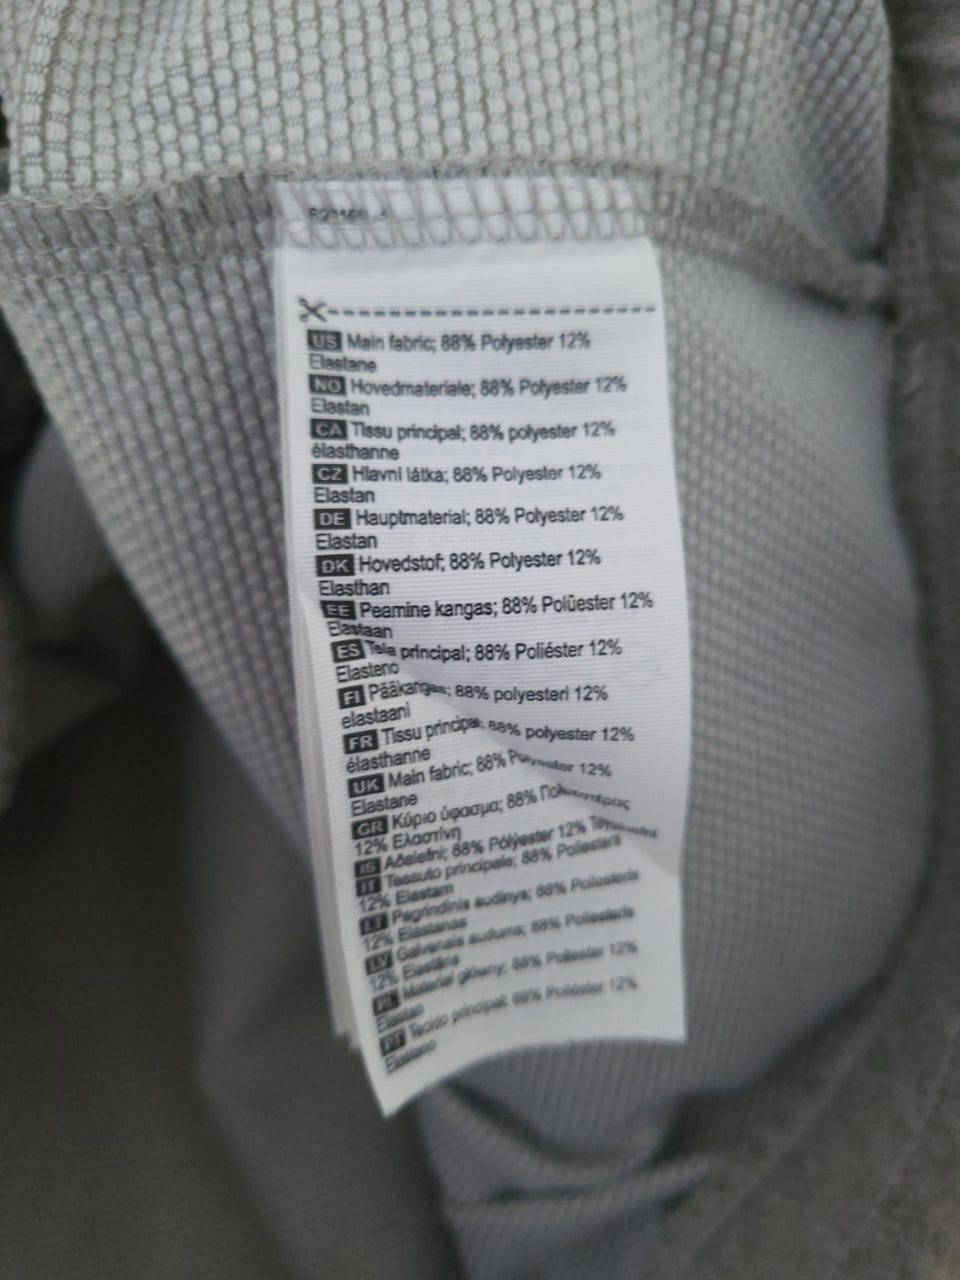 US Main fabric; 88% Polyester 12%
Elastane
NO Hovedmateriale; 88% Polyester 12%
Elastan
CA Tissu principal; 88% polyester 12%
élasthanne
CZ Hlavní látka; 88% Polyester 12%
Elastan
DE Hauptmaterial; 88% Polyester 12%
Elastan
DK Hovedstof; 88% Polyester 12%
Elasthan
EE Peamine kangas; 88% Polüester 12%
Elastaan
ES Tela principal; 88% Poliéster 12%
Elasteno
FI Pääkangas; 88% polyesteri 12%
elastaani
FR Tissu principal; 88% polyester 12%
élasthanne
UK Main fabric; 88% Polyester 12%
Elastane
GR Κύριο ύφασμα; 88% Πολυεστέρας
12% Ελαστίνη
IS Aðalefni; 88% Pólýester 12%
IT Tessuto principale; 88% Poliestere
12% Elastam
LT Pagrindinis audinys; 88% Poliesteris
12% Elastanas
LV Galvenais audums; 88% Poliesteris
12% Elastāns
PL Materiał główny; 88% Poliester 12%
Elastan
PT Tecido principal; 88% Poliéster 12%
Elastano